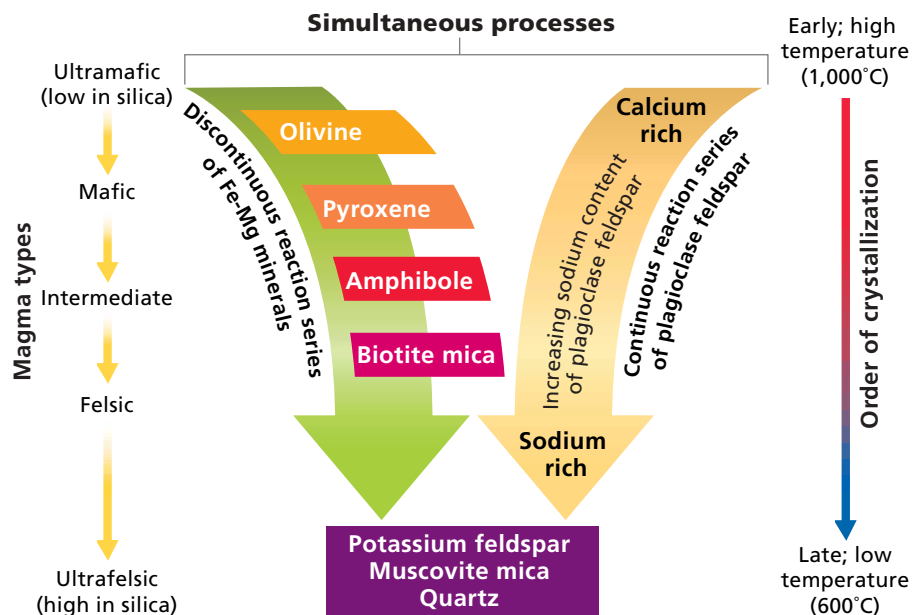 Simultaneous processes
Ultramafic
(low in silica)
Mafic
Intermediate
Felsic
Ultrafelsic
(high in silica)
Magma types
Discontinuous reaction series
of Fe-Mg minerals
Olivine
Pyroxene
Amphibole
Biotite mica
Calcium
rich
Increasing sodium content
of plagioclase feldspar
Continuous reaction series
of plagioclase feldspar
Sodium
rich
Potassium feldspar
Muscovite mica
Quartz
Early; high
temperature
(1,000˚C)
Order of crystallization
Late; low
temperature
(600˚C)